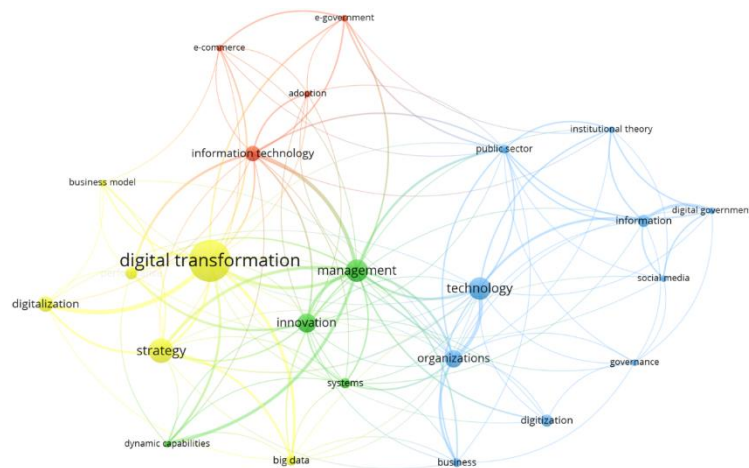 e-government
e-commerce
adoption
information technology
institutional theory
public sector
business model
digital government
information
digital transformation
management
social media
technology
digitalization
innovation
strategy
organizations
governance
systems
digitization
dynamic capabilities
big data
business